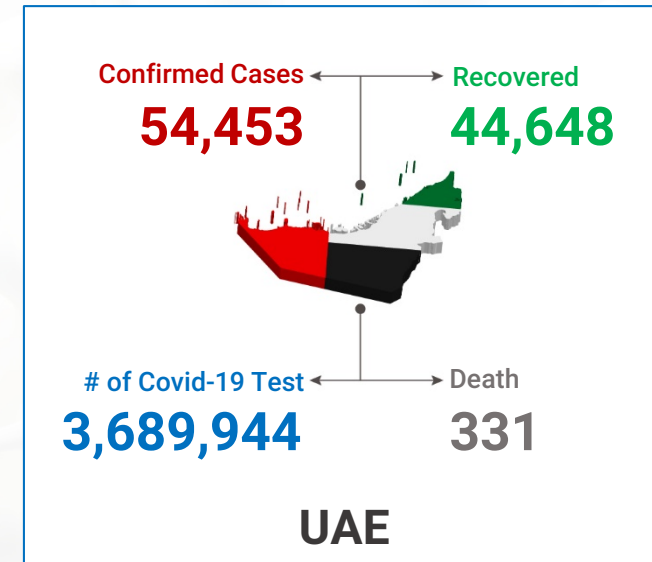 Confirmed Cases
54,453
Recovered
44,648
# of Covid-19 Test
3,689,944
Death
331
UAE